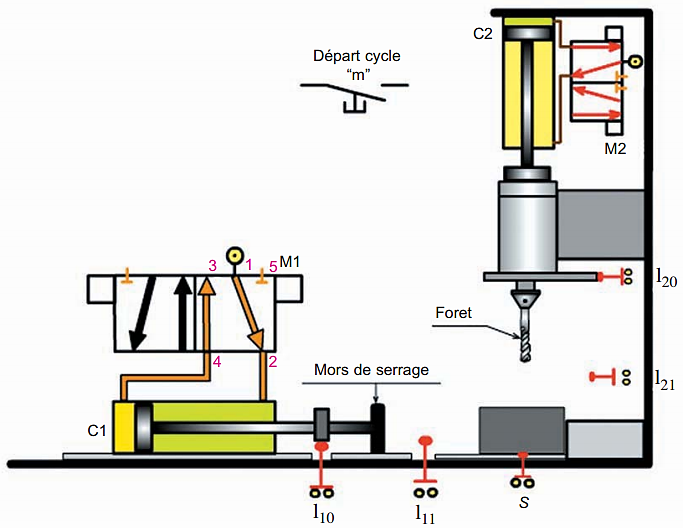 C2
Départ cycle
“m”
M2
3
1
5
M1
l20
Foret
4
2
Mors de serrage
l21
C1
l10
l11
S